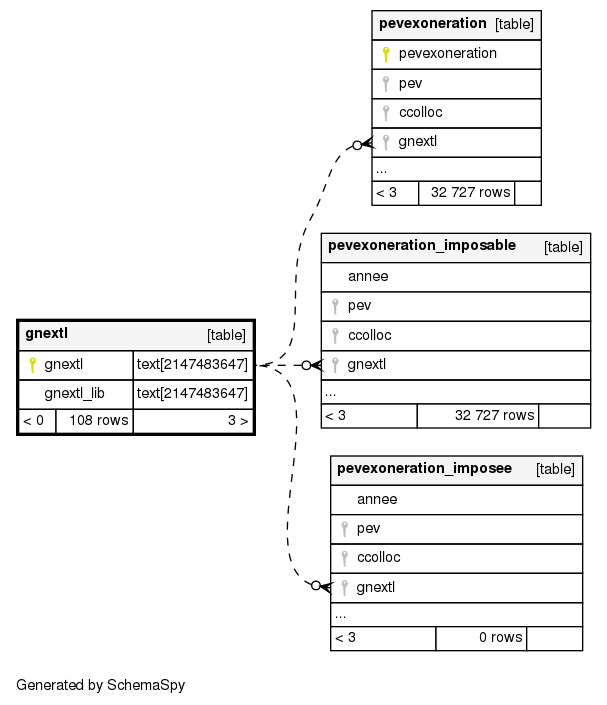 pevexoneration [table]
pevexoneration
pev
ccolloc
gnextl
...
< 3 32 727 rows
pevexoneration_imposable [table]
annee
pev
ccolloc
gnextl
...
< 3 32 727 rows
gnextl [table]
gnextl text[2147483647]
gnextl_lib text[2147483647]
< 0 108 rows 3 >
pevexoneration_imposee [table]
annee
pev
ccolloc
gnextl
...
< 3 0 rows
Generated by SchemaSpy